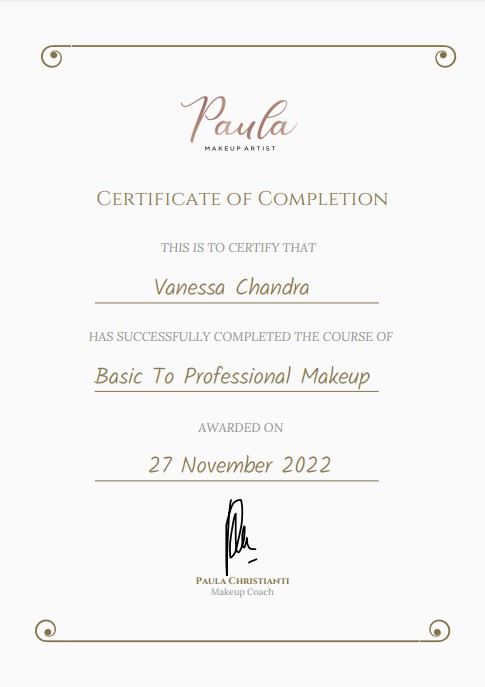 Paula
MAKEUP ARTIST
CERTIFICATE OF COMPLETION
THIS IS TO CERTIFY THAT
Vanessa Chandra
HAS SUCCESSFULLY COMPLETED THE COURSE OF
Basic To Professional Makeup
AWARDED ON
27 November 2022
PAULA CHRISTIANTI
Makeup Coach